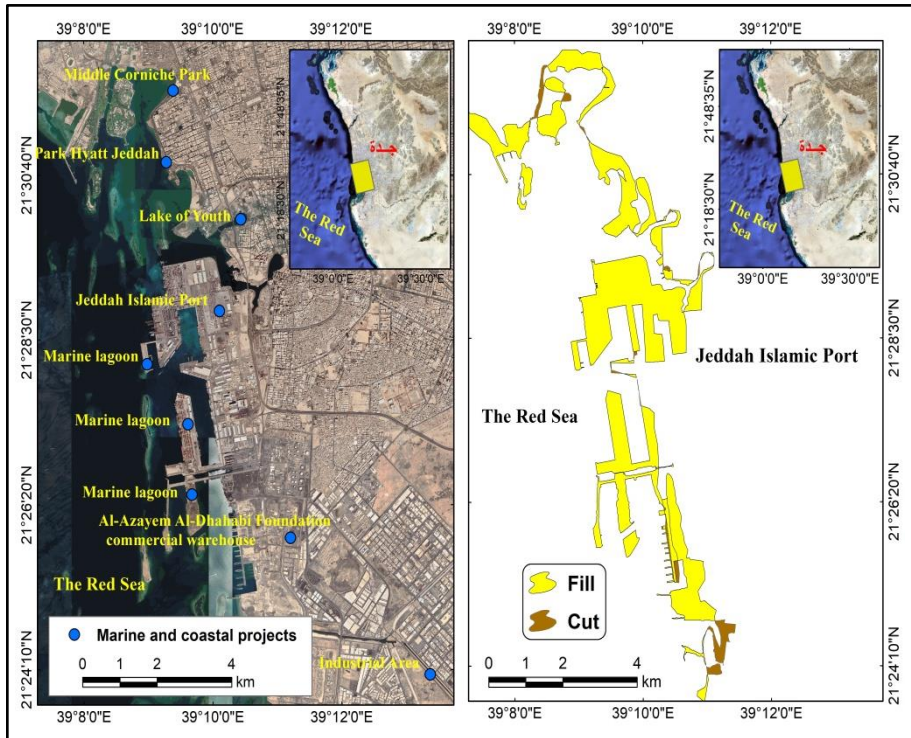 39°8'0"E
39°10'0"E
39°12'0"E
21°30'40"N
21°28'30"N
21°26'20"N
21°24'10"N
Middle Corniche Park
Park Hyatt Jeddah
Lake of Youth
Jeddah Islamic Port
Marine lagoon
Marine lagoon
Marine lagoon
Al-Azayem Al-Dhahabi Foundation
commercial warehouse
The Red Sea
Industrial Area
Marine and coastal projects
0 1 2 4
km
21°48'35"N
21°18'30"N
جدة
The Red
Sea
39°0'0"E
39°30'0"E
39°8'0"E
39°10'0"E
39°12'0"E
39°8'0"E
39°10'0"E
39°12'0"E
21°48'35"N
21°18'30"N
جدة
The Red
Sea
39°0'0"E
39°30'0"E
21°30'40"N
21°28'30"N
21°26'20"N
21°24'10"N
Jeddah Islamic Port
The Red Sea
Fill
Cut
0 1 2 4
km
39°8'0"E
39°10'0"E
39°12'0"E